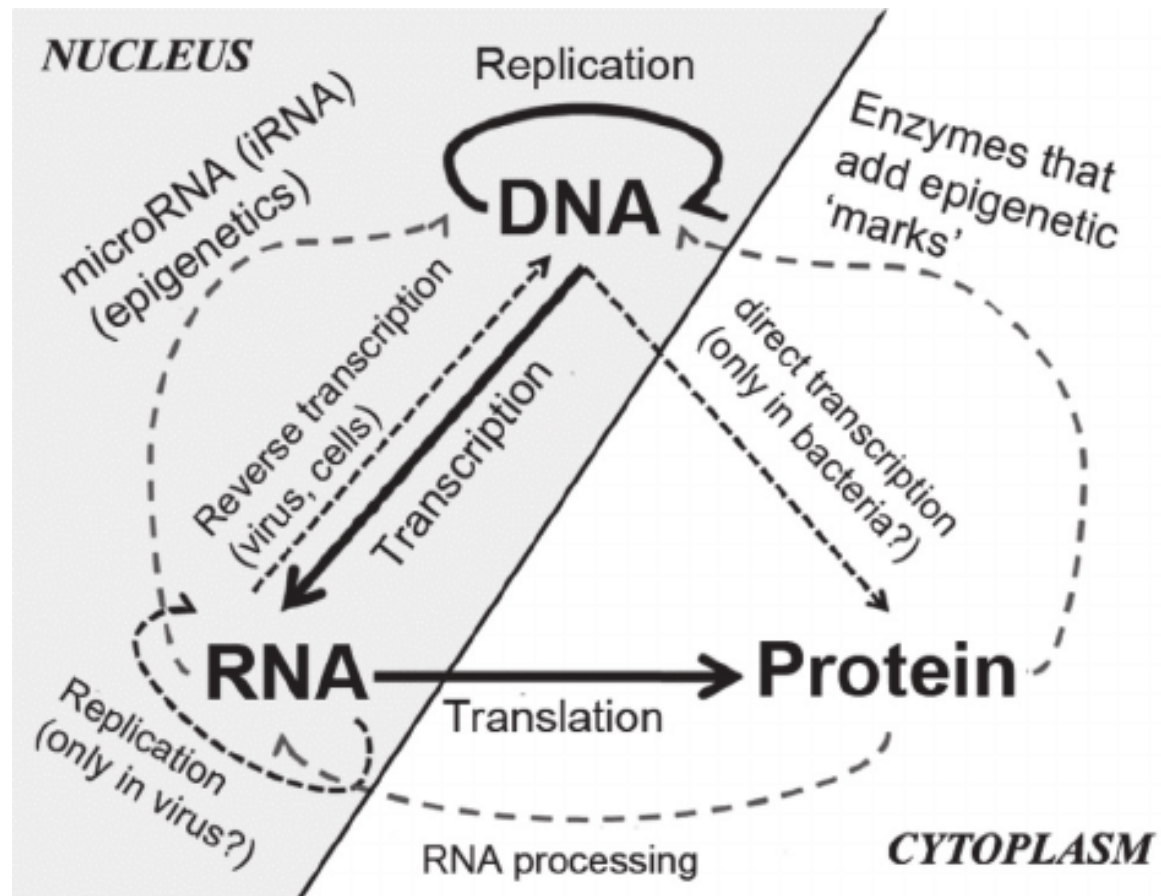 NUCLEUS
Replication
microRNA (iRNA)
(epigenetics)
Enzymes that
add epigenetic
‘marks’
DNA
Reverse transcription
(virus, cells)
Transcription
direct transcription
(only in bacteria?)
RNA
Protein
Translation
Replication
(only in virus?)
RNA processing
CYTOPLASM